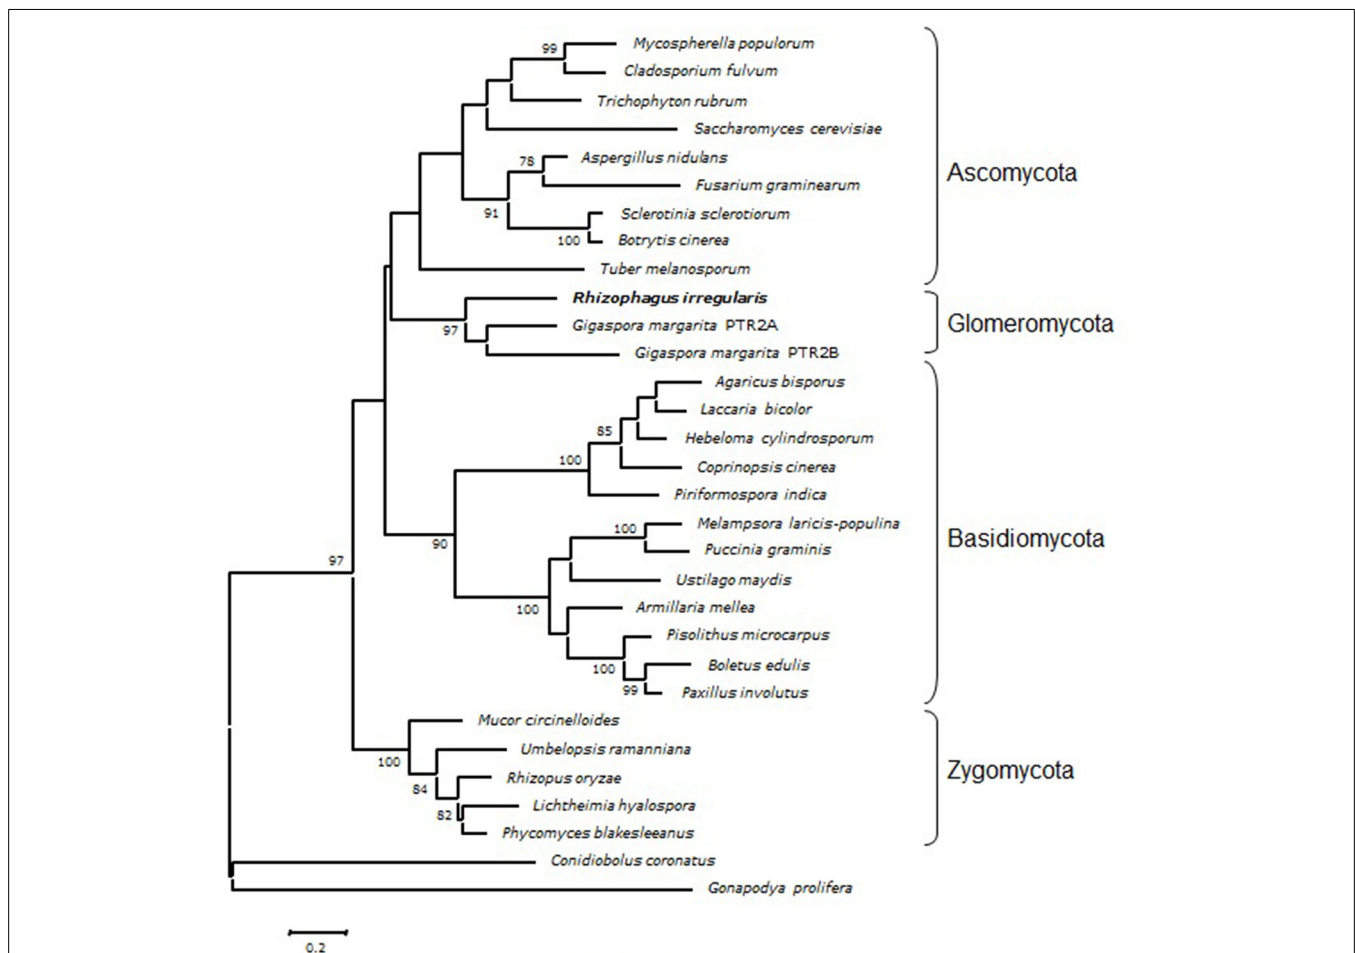 99
Mycospherella populorum
Cladosporium fulvum
Trichophyton rubrum
Saccharomyces cerevisiae
78
Aspergillus nidulans
Fusarium graminearum
Ascomycota
91
Sclerotinia sclerotiorum
100
Botrytis cinerea
Tuber melanosporum
Rhizophagus irregularis
97
Gigaspora margarita PTR2A
Glomeromycota
Gigaspora margarita PTR2B
Agaricus bisporus
Laccaria bicolor
85
Hebeloma cylindrosporum
100
Coprinopsis cinerea
Piriformospora indica
100
Melampsora laricis-populina
90
Puccinia graminis
Basidiomycota
97
Ustilago maydis
100
Armillaria mellea
Pisolithus microcarpus
100
Boletus edulis
99
Paxillus involutus
Mucor circinelloides
100
Umbelopsis ramanniana
84
Rhizopus oryzae
Zygomycota
82
Lichtheimia hyalospora
Phycomyces blakesleeanus
Conidiobolus coronatus
Gonapodya prolifera
0.2